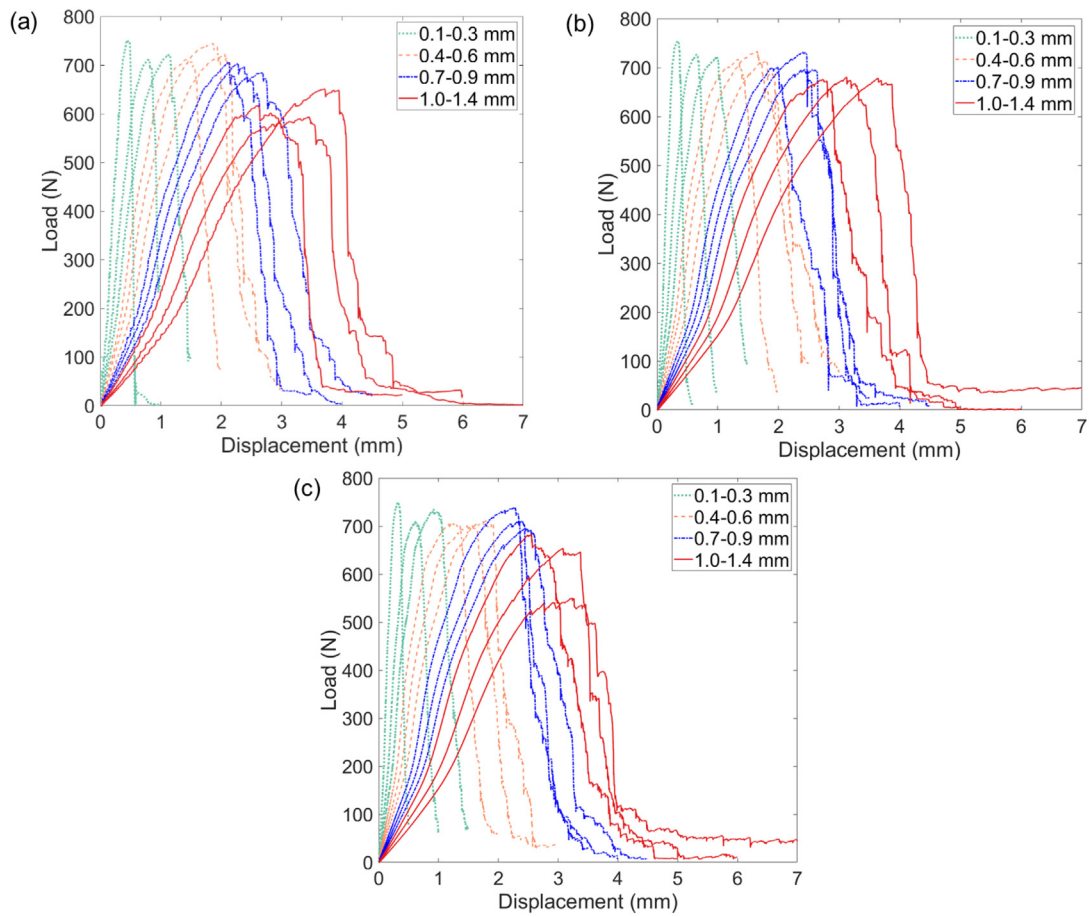 (a)
800
700
600
500
400
300
200
100
0
Load (N)
0 1 2 3 4 5 6 7
Displacement (mm)
0.1-0.3 mm
0.4-0.6 mm
0.7-0.9 mm
1.0-1.4 mm
(b)
800
700
600
500
400
300
200
100
0
Load (N)
0 1 2 3 4 5 6 7
Displacement (mm)
0.1-0.3 mm
0.4-0.6 mm
0.7-0.9 mm
1.0-1.4 mm
(c)
800
700
600
500
400
300
200
100
0
Load (N)
0 1 2 3 4 5 6 7
Displacement (mm)
0.1-0.3 mm
0.4-0.6 mm
0.7-0.9 mm
1.0-1.4 mm